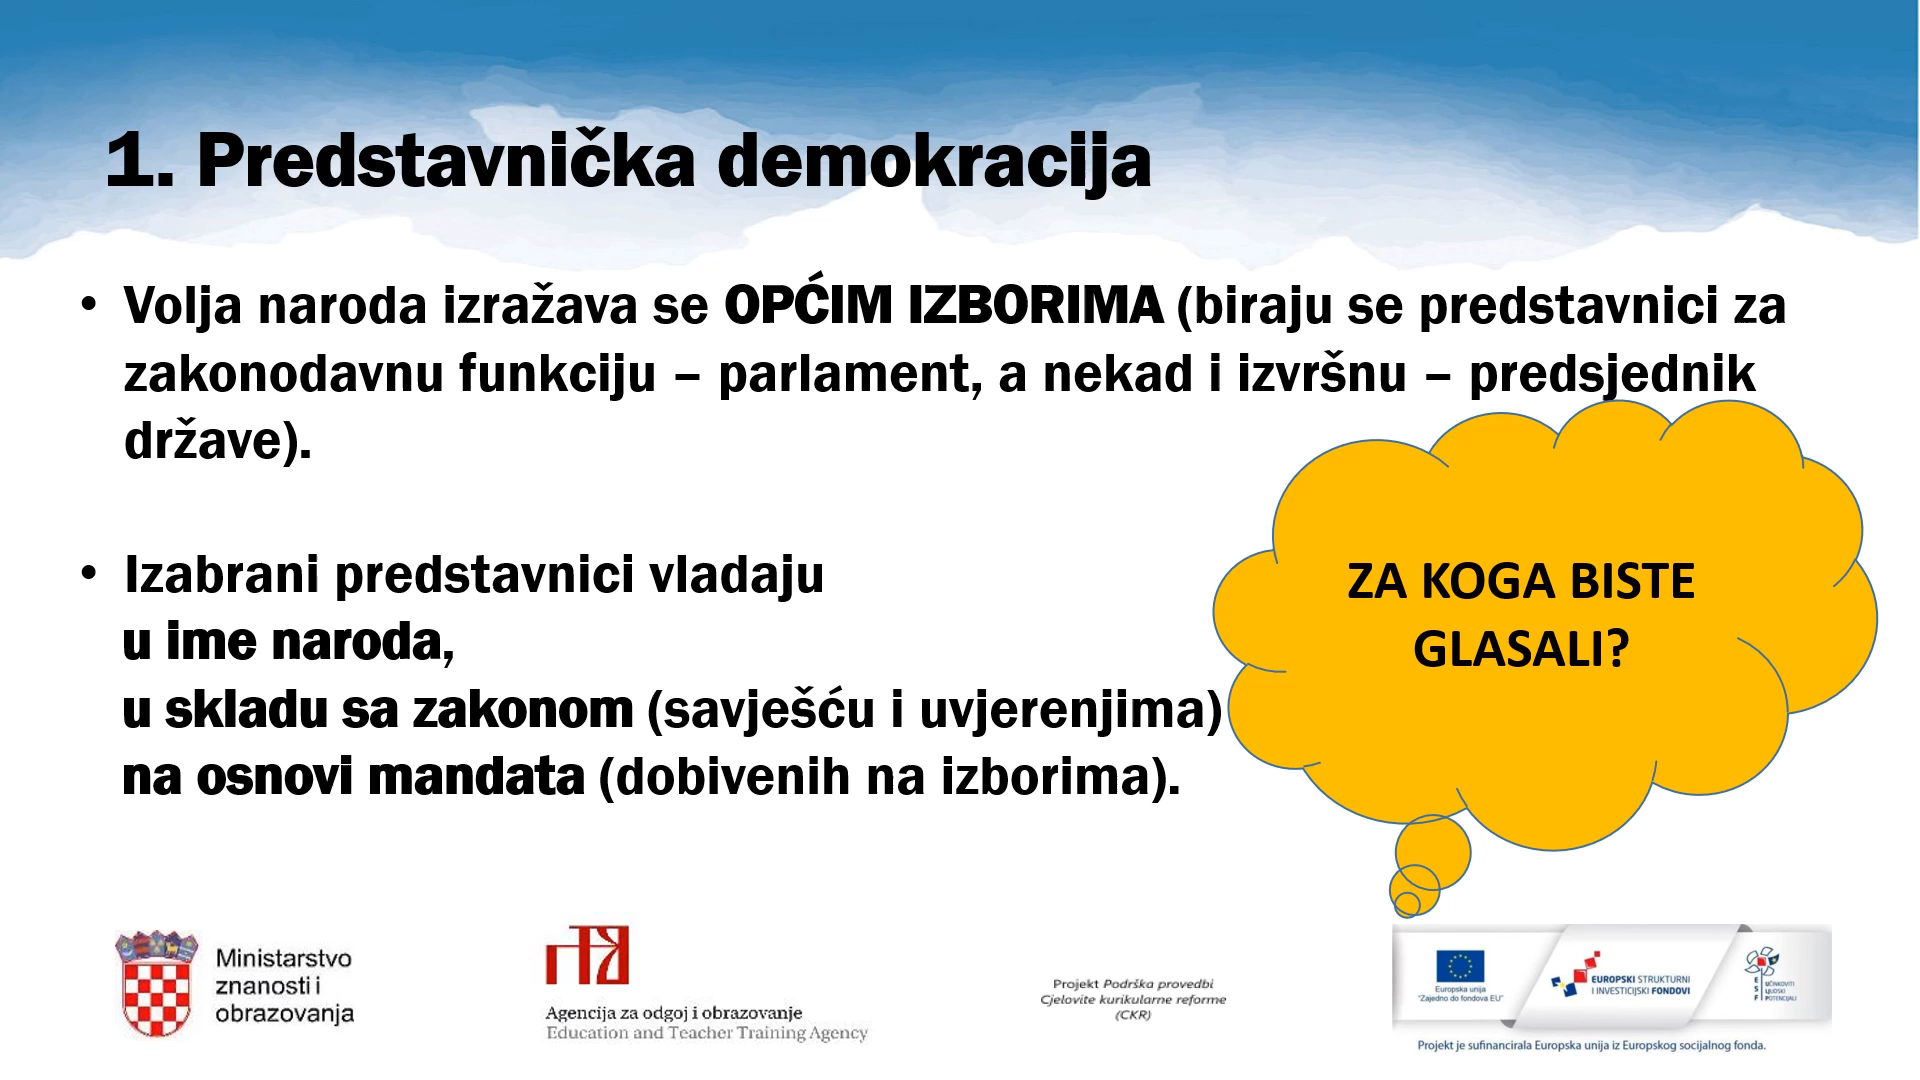 1. Predstavnička demokracija
• Volja naroda izražava se OPĆIM IZBORIMA (biraju se predstavnici za
zakonodavnu funkciju – parlament, a nekad i izvršnu – predsjednik
države).
• Izabrani predstavnici vladaju
u ime naroda,
u skladu sa zakonom (savješću i uvjerenjima)
na osnovi mandata (dobivenih na izborima).
ZA KOGA BISTE
GLASALI?
Ministarstvo
znanosti i
obrazovanja
Agencija za odgoj i obrazovanje
Education and Teacher Training Agency
Projekt Podrška provedbi
Cjelovite kurikularne reforme
(CKR)
Europska unija
"Zajedno do fondova EU"
EUROPSKI STRUKTURNI
I INVESTICIJSKI FONDOVI
ESF
UČINKOVITI
LJUDSKI
POTENCIJALI
Projekt je sufinancirala Europska unija iz Europskog socijalnog fonda.